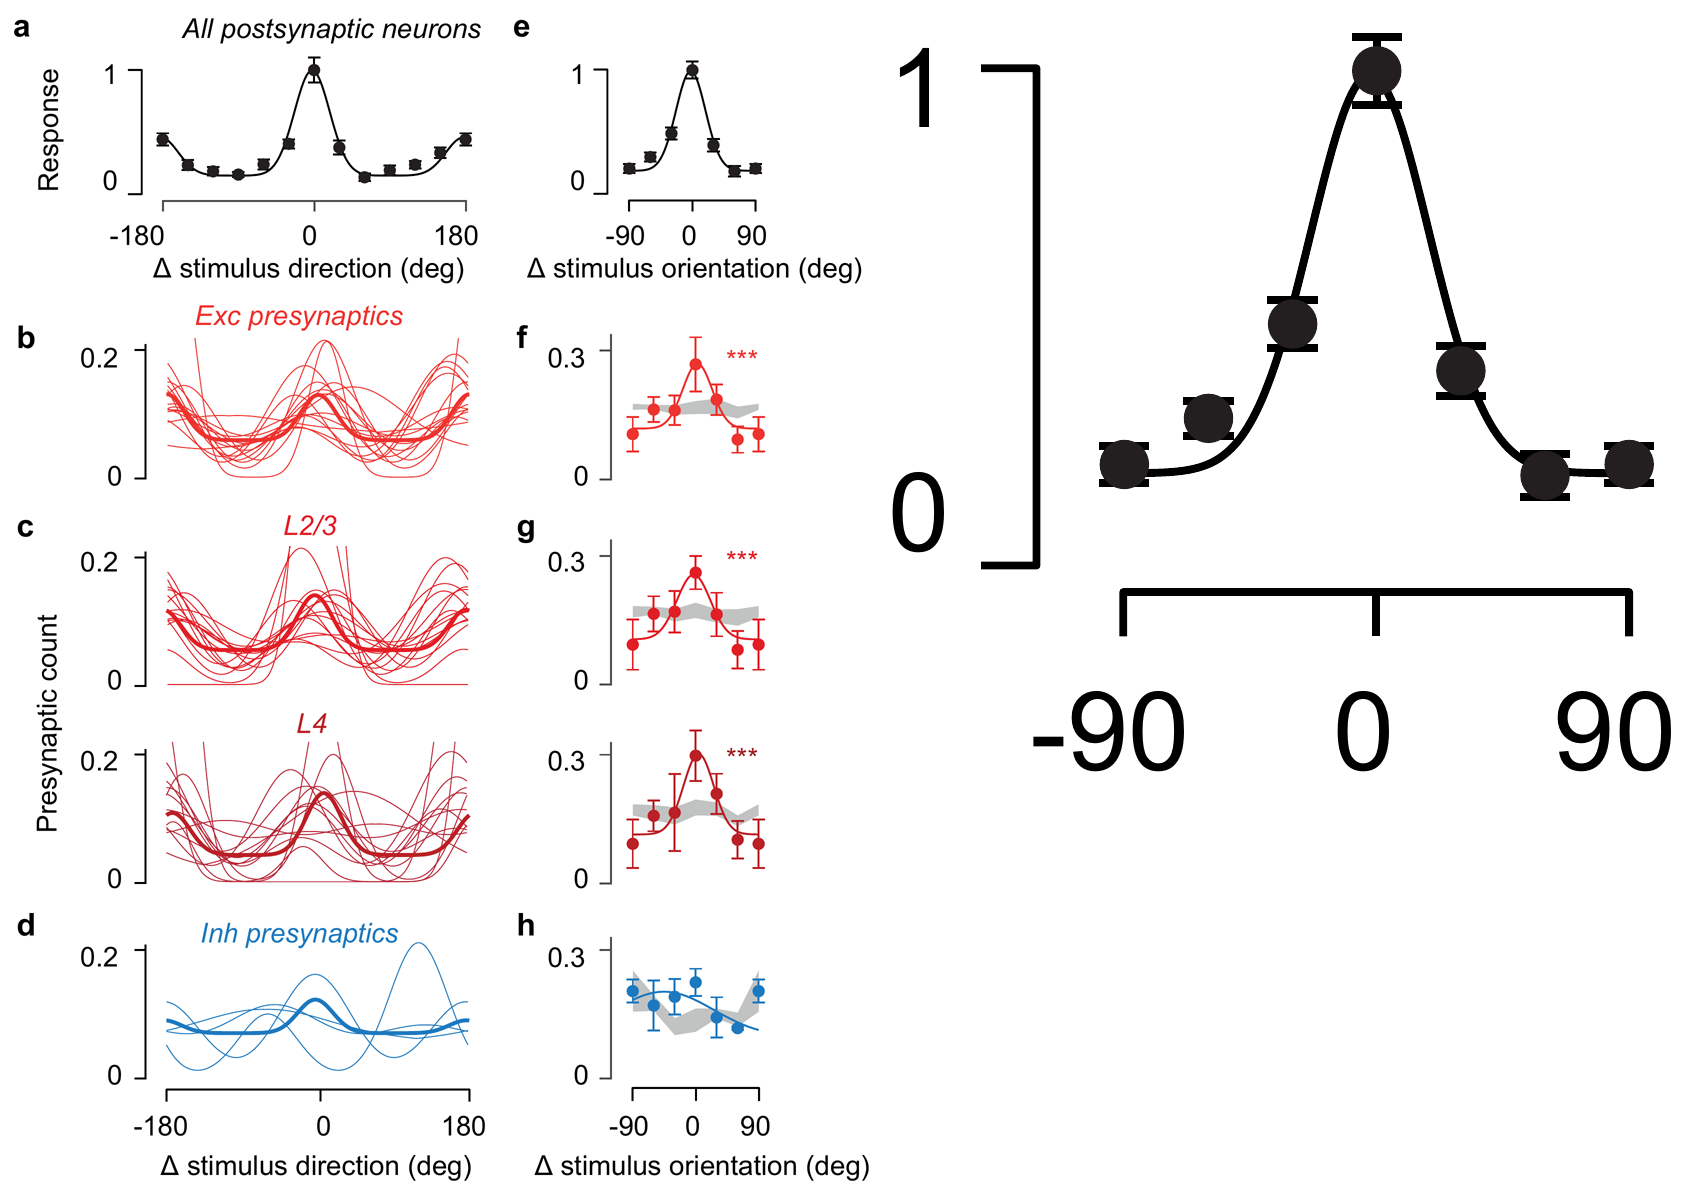 a
All postsynaptic neurons
Response
1
0
-180 0 180
Δ stimulus direction (deg)
e
1
0
-90 0 90
Δ stimulus orientation (deg)
1
0
-90 0 90
b
Exc presynaptics
0.2
0
f
0.3
0
***
Presynaptic count
c
L2/3
0.2
0
g
0.3
0
***
L4
0.2
0
0.3
0
***
d
Inh presynaptics
0.2
0
-180 0 180
Δ stimulus direction (deg)
h
0.3
0
-90 0 90
Δ stimulus orientation (deg)